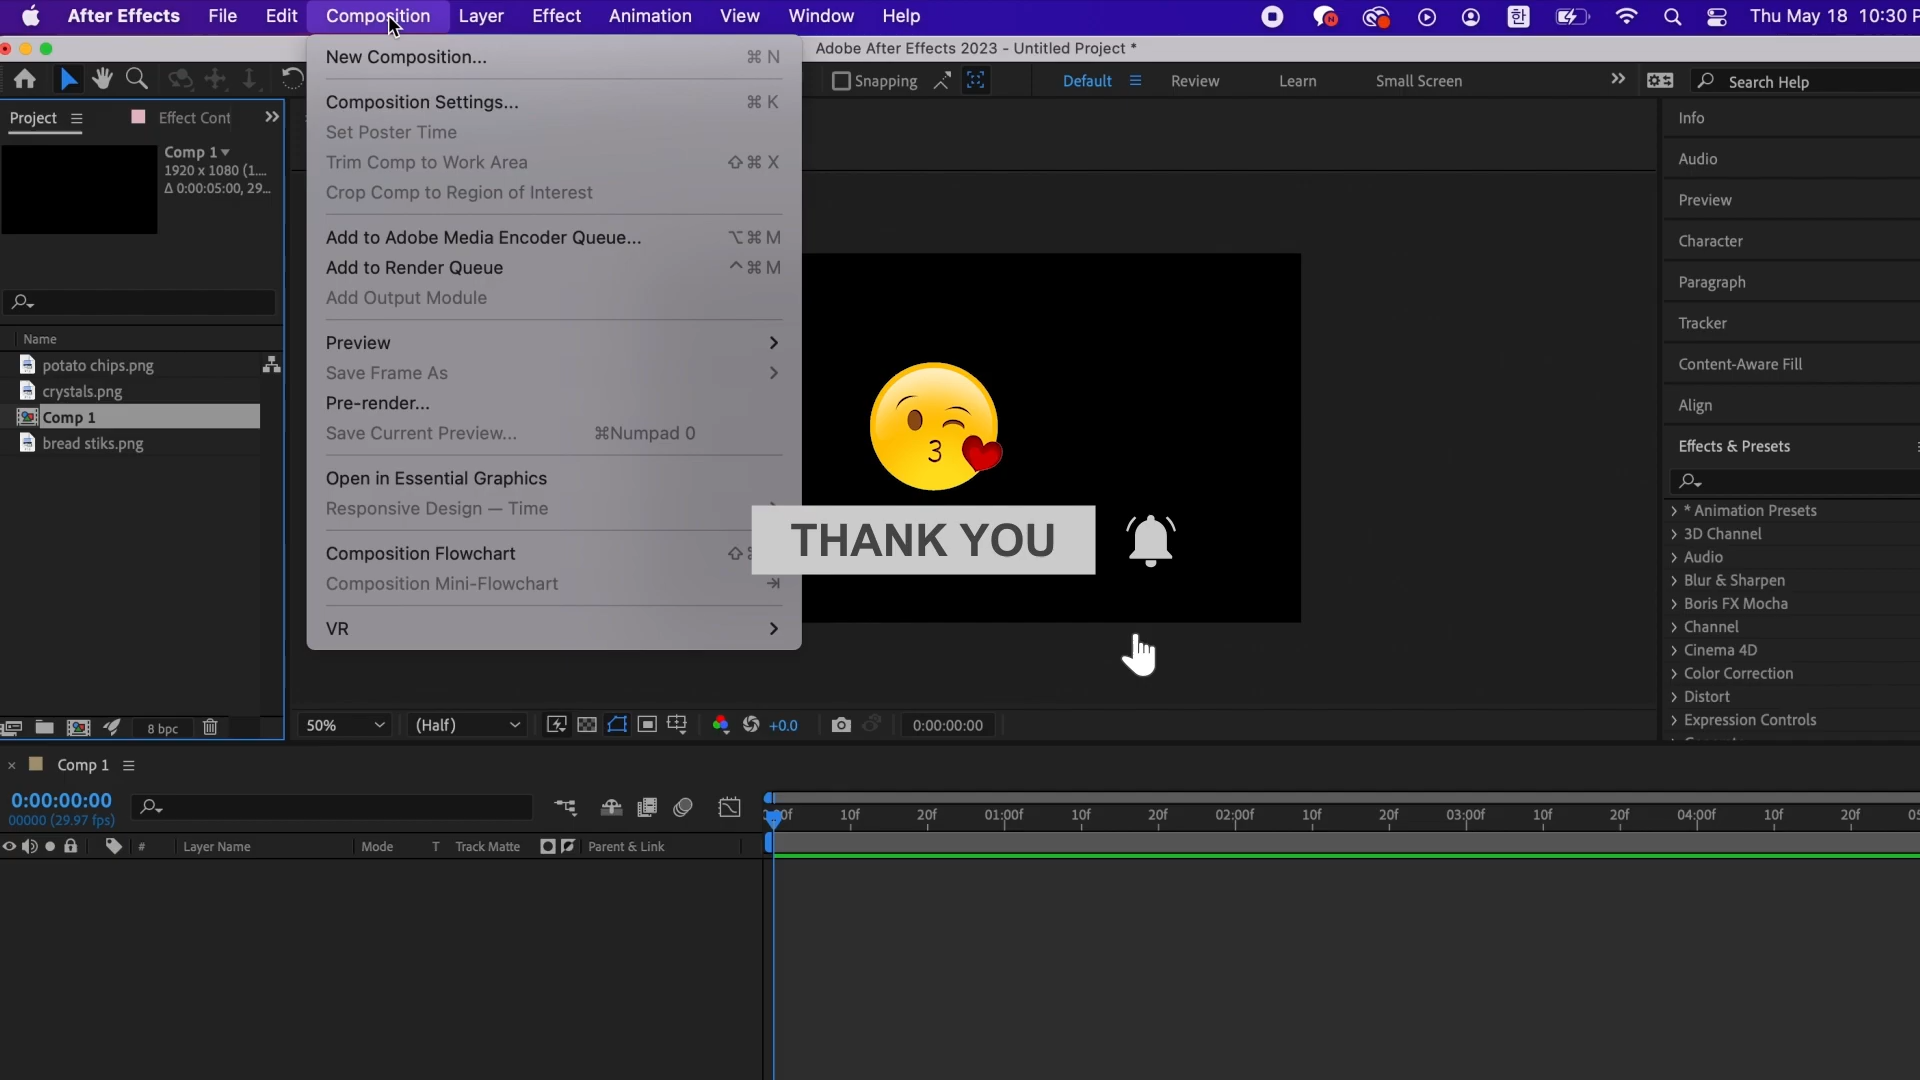 After Effects File Edit Composition Layer Effect Animation View Window Help 한 Thu May 18 10:30 P
Adobe After Effects 2023 - Untitled Project *
Snapping Default Review Learn Small Screen Search Help
Project Effect Cont
Comp 1
1920 x 1080 (1....
Δ 0:00:05:00, 29...
Name
potato chips.png
crystals.png
Comp 1
bread stiks.png
8 bpc
New Composition... ⌘ N
Composition Settings... ⌘ K
Set Poster Time
Trim Comp to Work Area ⇧ ⌘ X
Crop Comp to Region of Interest
Add to Adobe Media Encoder Queue... ⌥ ⌘ M
Add to Render Queue ^ ⌘ M
Add Output Module
Preview
Save Frame As
Pre-render...
Save Current Preview... ⌘Numpad 0
Open in Essential Graphics
Responsive Design — Time
Composition Flowchart
Composition Mini-Flowchart
VR
THANK YOU
50% (Half) +0.0 0:00:00:00
Info
Audio
Preview
Character
Paragraph
Tracker
Content-Aware Fill
Align
Effects & Presets
* Animation Presets
3D Channel
Audio
Blur & Sharpen
Boris FX Mocha
Channel
Cinema 4D
Color Correction
Distort
Expression Controls
Comp 1
0:00:00:00
00000 (29.97 fps)
# Layer Name Mode T Track Matte Parent & Link
10f 20f 01:00f 10f 20f 02:00f 10f 20f 03:00f 10f 20f 04:00f 10f 20f